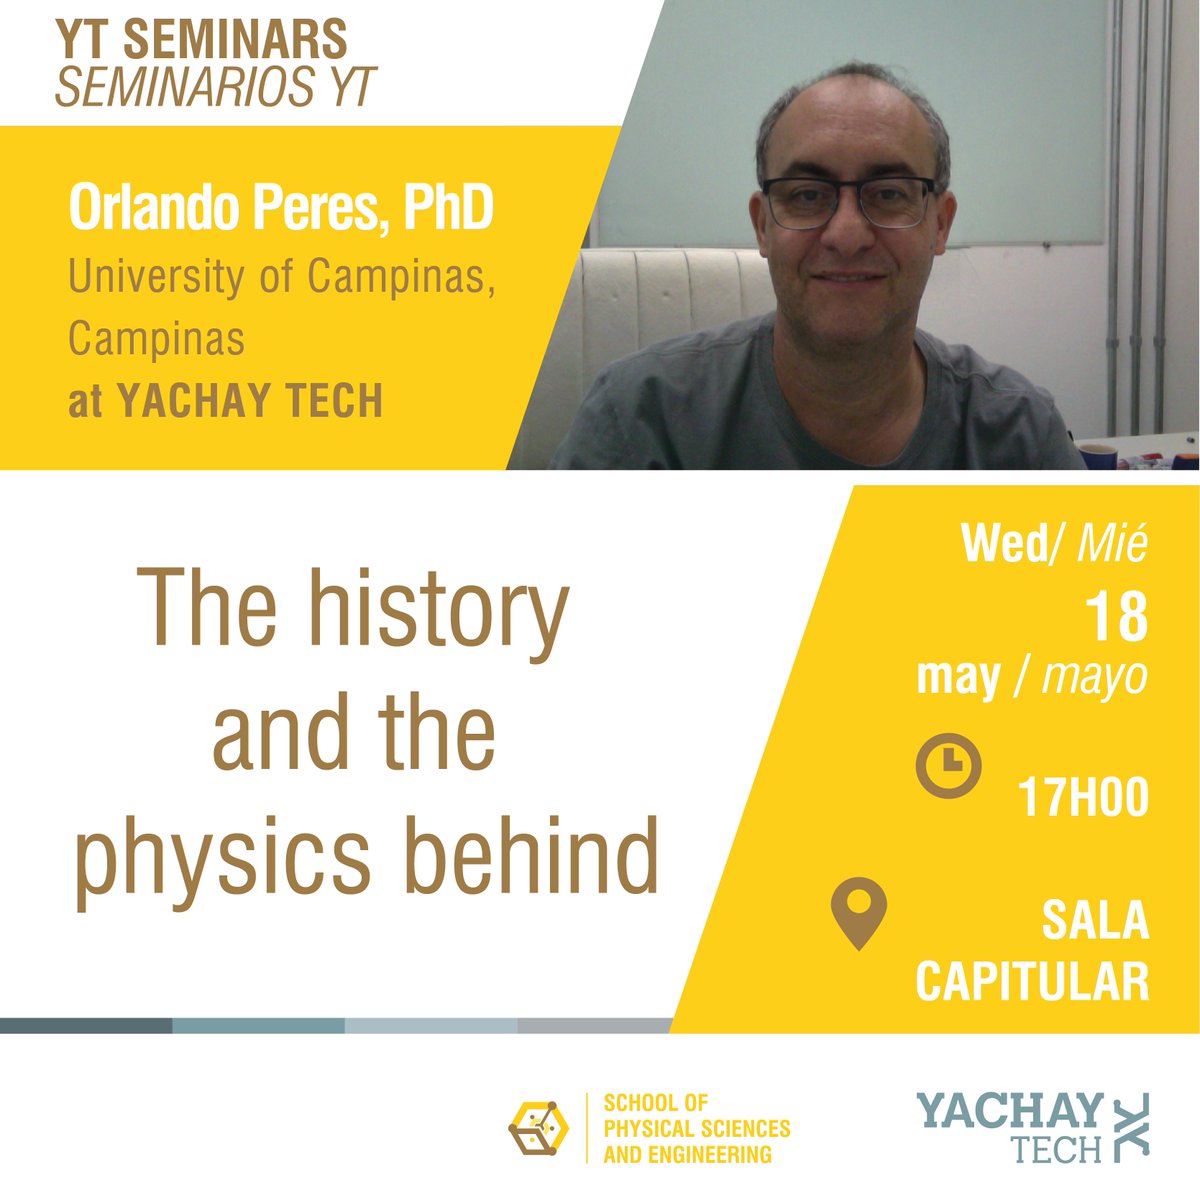 YT SEMINARS
SEMINARIOS YT
Orlando Peres, PhD
University of Campinas,
Campinas
at YACHAY TECH
The history
and the
physics behind
Wed/ Mié
18
may / mayo
17H00
SALA
CAPITULAR
SCHOOL OF
PHYSICAL SCIENCES
AND ENGINEERING
YACHAY
TECH